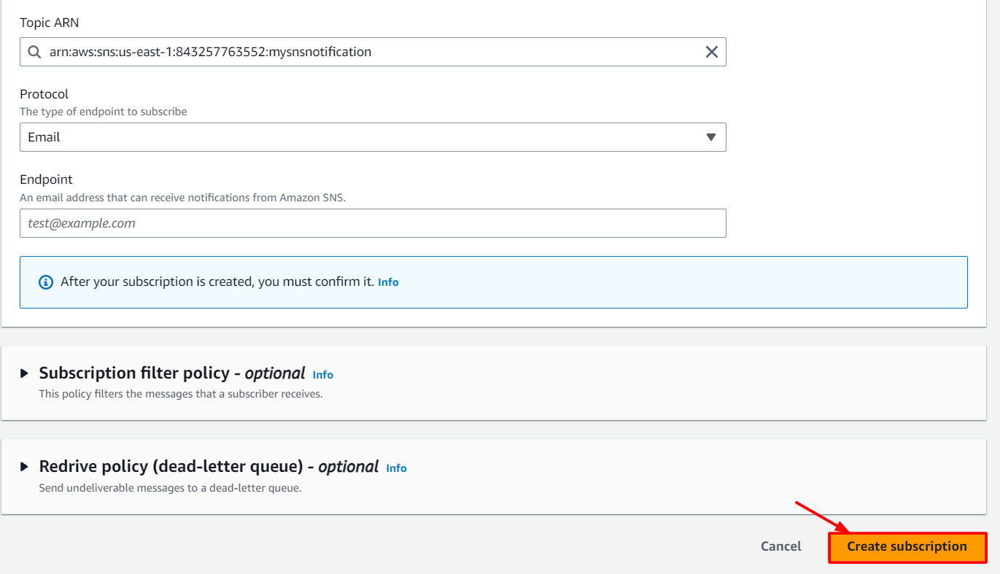 Topic ARN
arn:aws:sns:us-east-1:843257763552:mysnsnotification
Protocol
The type of endpoint to subscribe
Email
Endpoint
An email address that can receive notifications from Amazon SNS.
test@example.com
After your subscription is created, you must confirm it. Info
Subscription filter policy - optional Info
This policy filters the messages that a subscriber receives.
Redrive policy (dead-letter queue) - optional Info
Send undeliverable messages to a dead-letter queue.
Cancel Create subscription